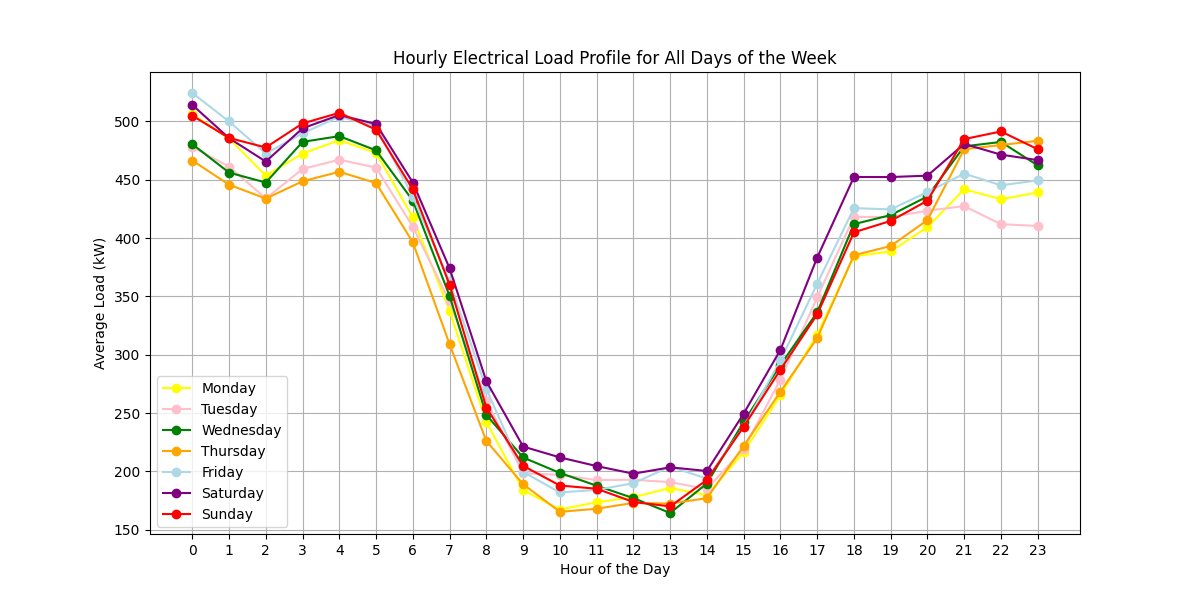 Hourly Electrical Load Profile for All Days of the Week
Average Load (kW)
500
450
400
350
300
250
200
150
Monday
Tuesday
Wednesday
Thursday
Friday
Saturday
Sunday
0 1 2 3 4 5 6 7 8 9 10 11 12 13 14 15 16 17 18 19 20 21 22 23
Hour of the Day